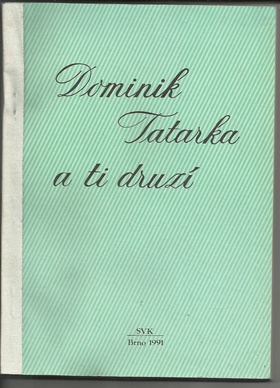 Dominik
Tatarka
a ti druzí
SVK
Brno 1991